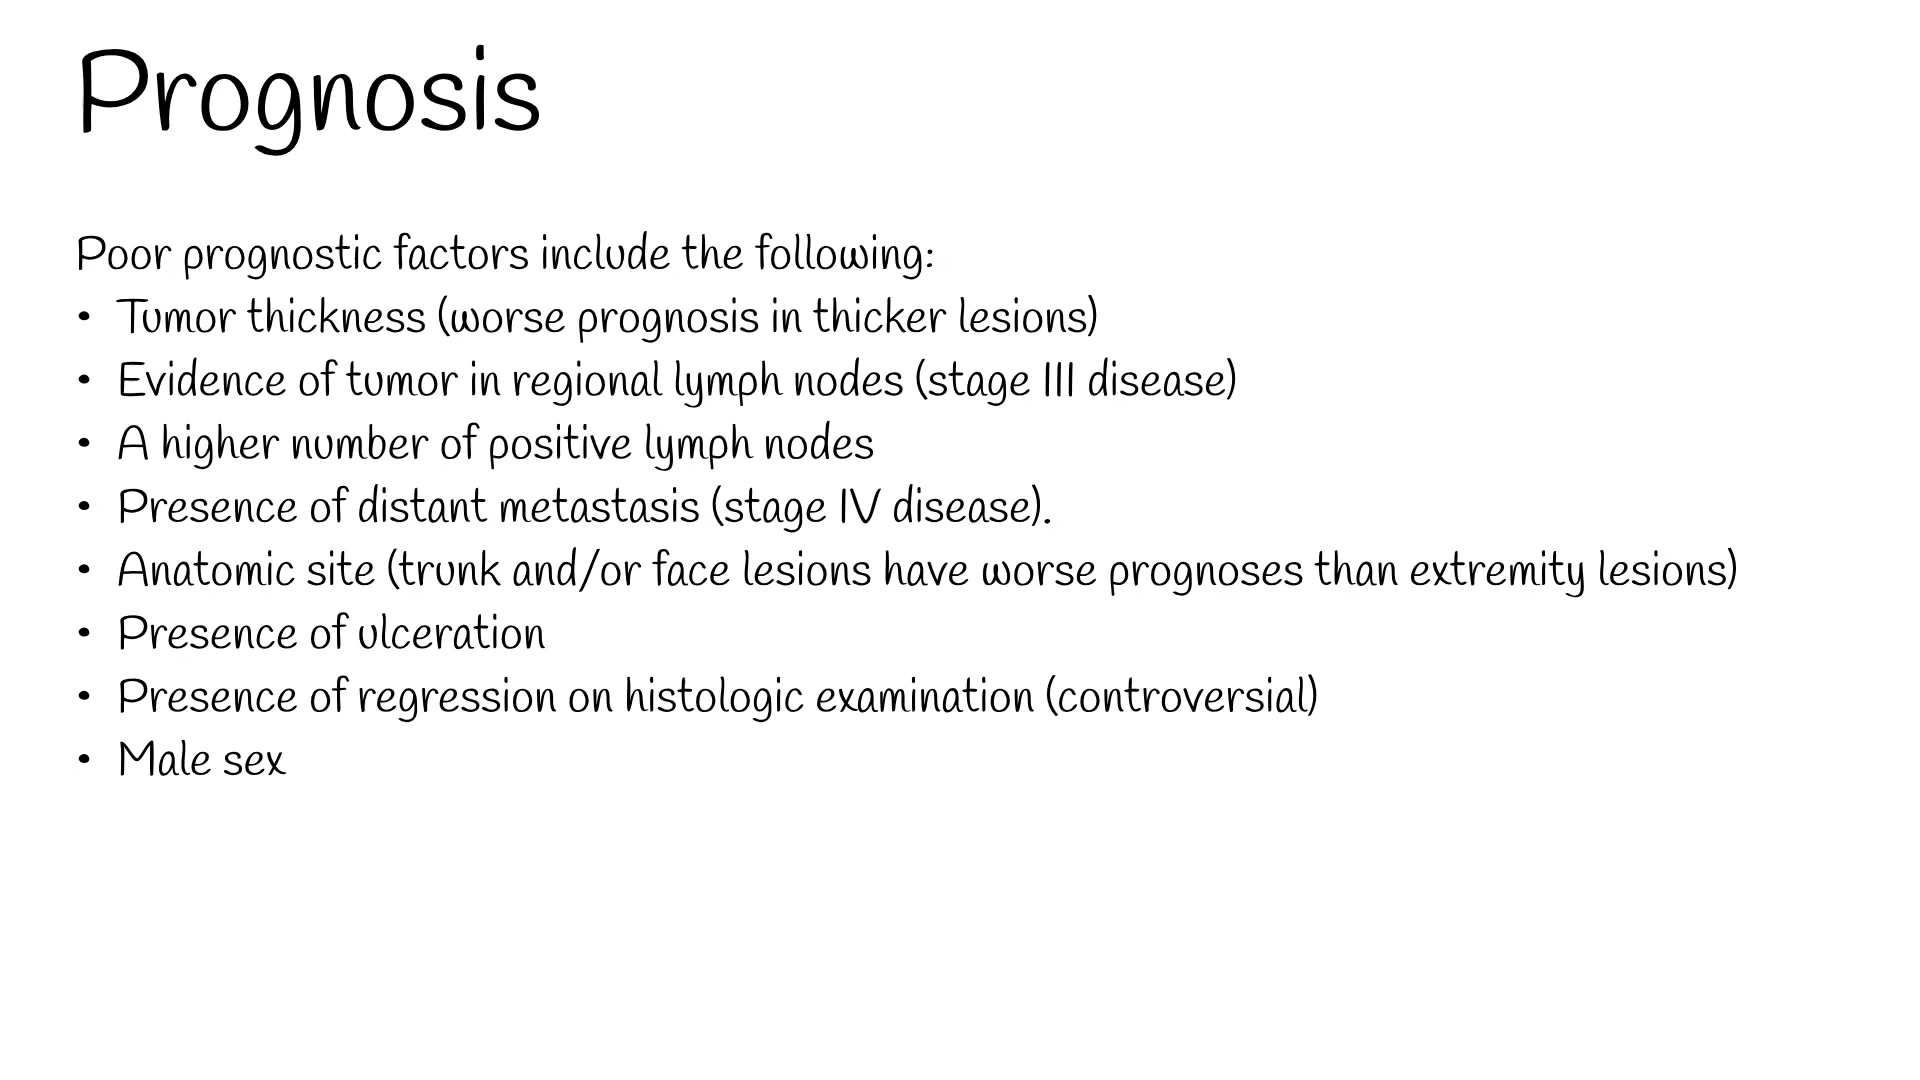 Prognosis
Poor prognostic factors include the following:
• Tumor thickness (worse prognosis in thicker lesions)
• Evidence of tumor in regional lymph nodes (stage III disease)
• A higher number of positive lymph nodes
• Presence of distant metastasis (stage IV disease).
• Anatomic site (trunk and/or face lesions have worse prognoses than extremity lesions)
• Presence of ulceration
• Presence of regression on histologic examination (controversial)
• Male sex